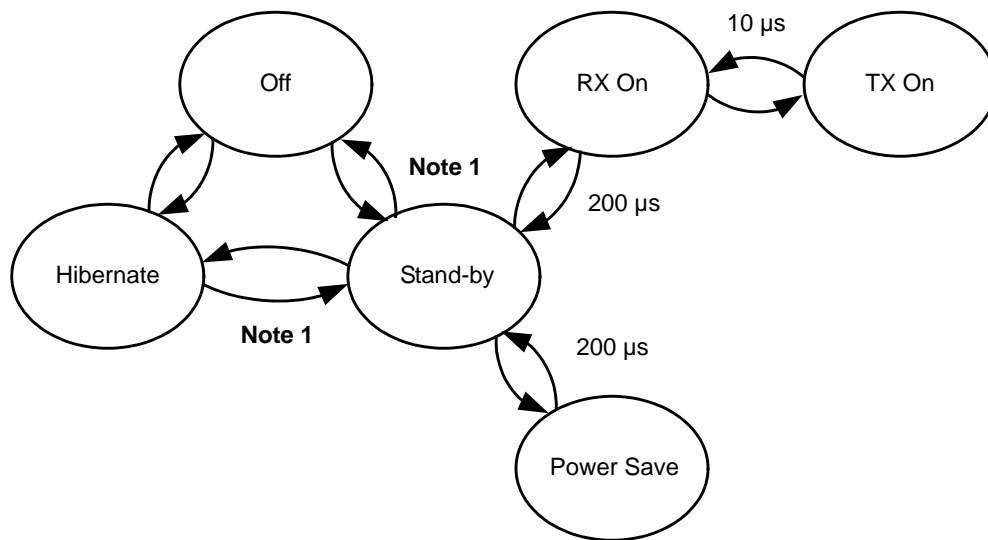 10 µs
Off
RX On
TX On
Note 1
200 µs
Hibernate
Stand-by
Note 1
200 µs
Power Save